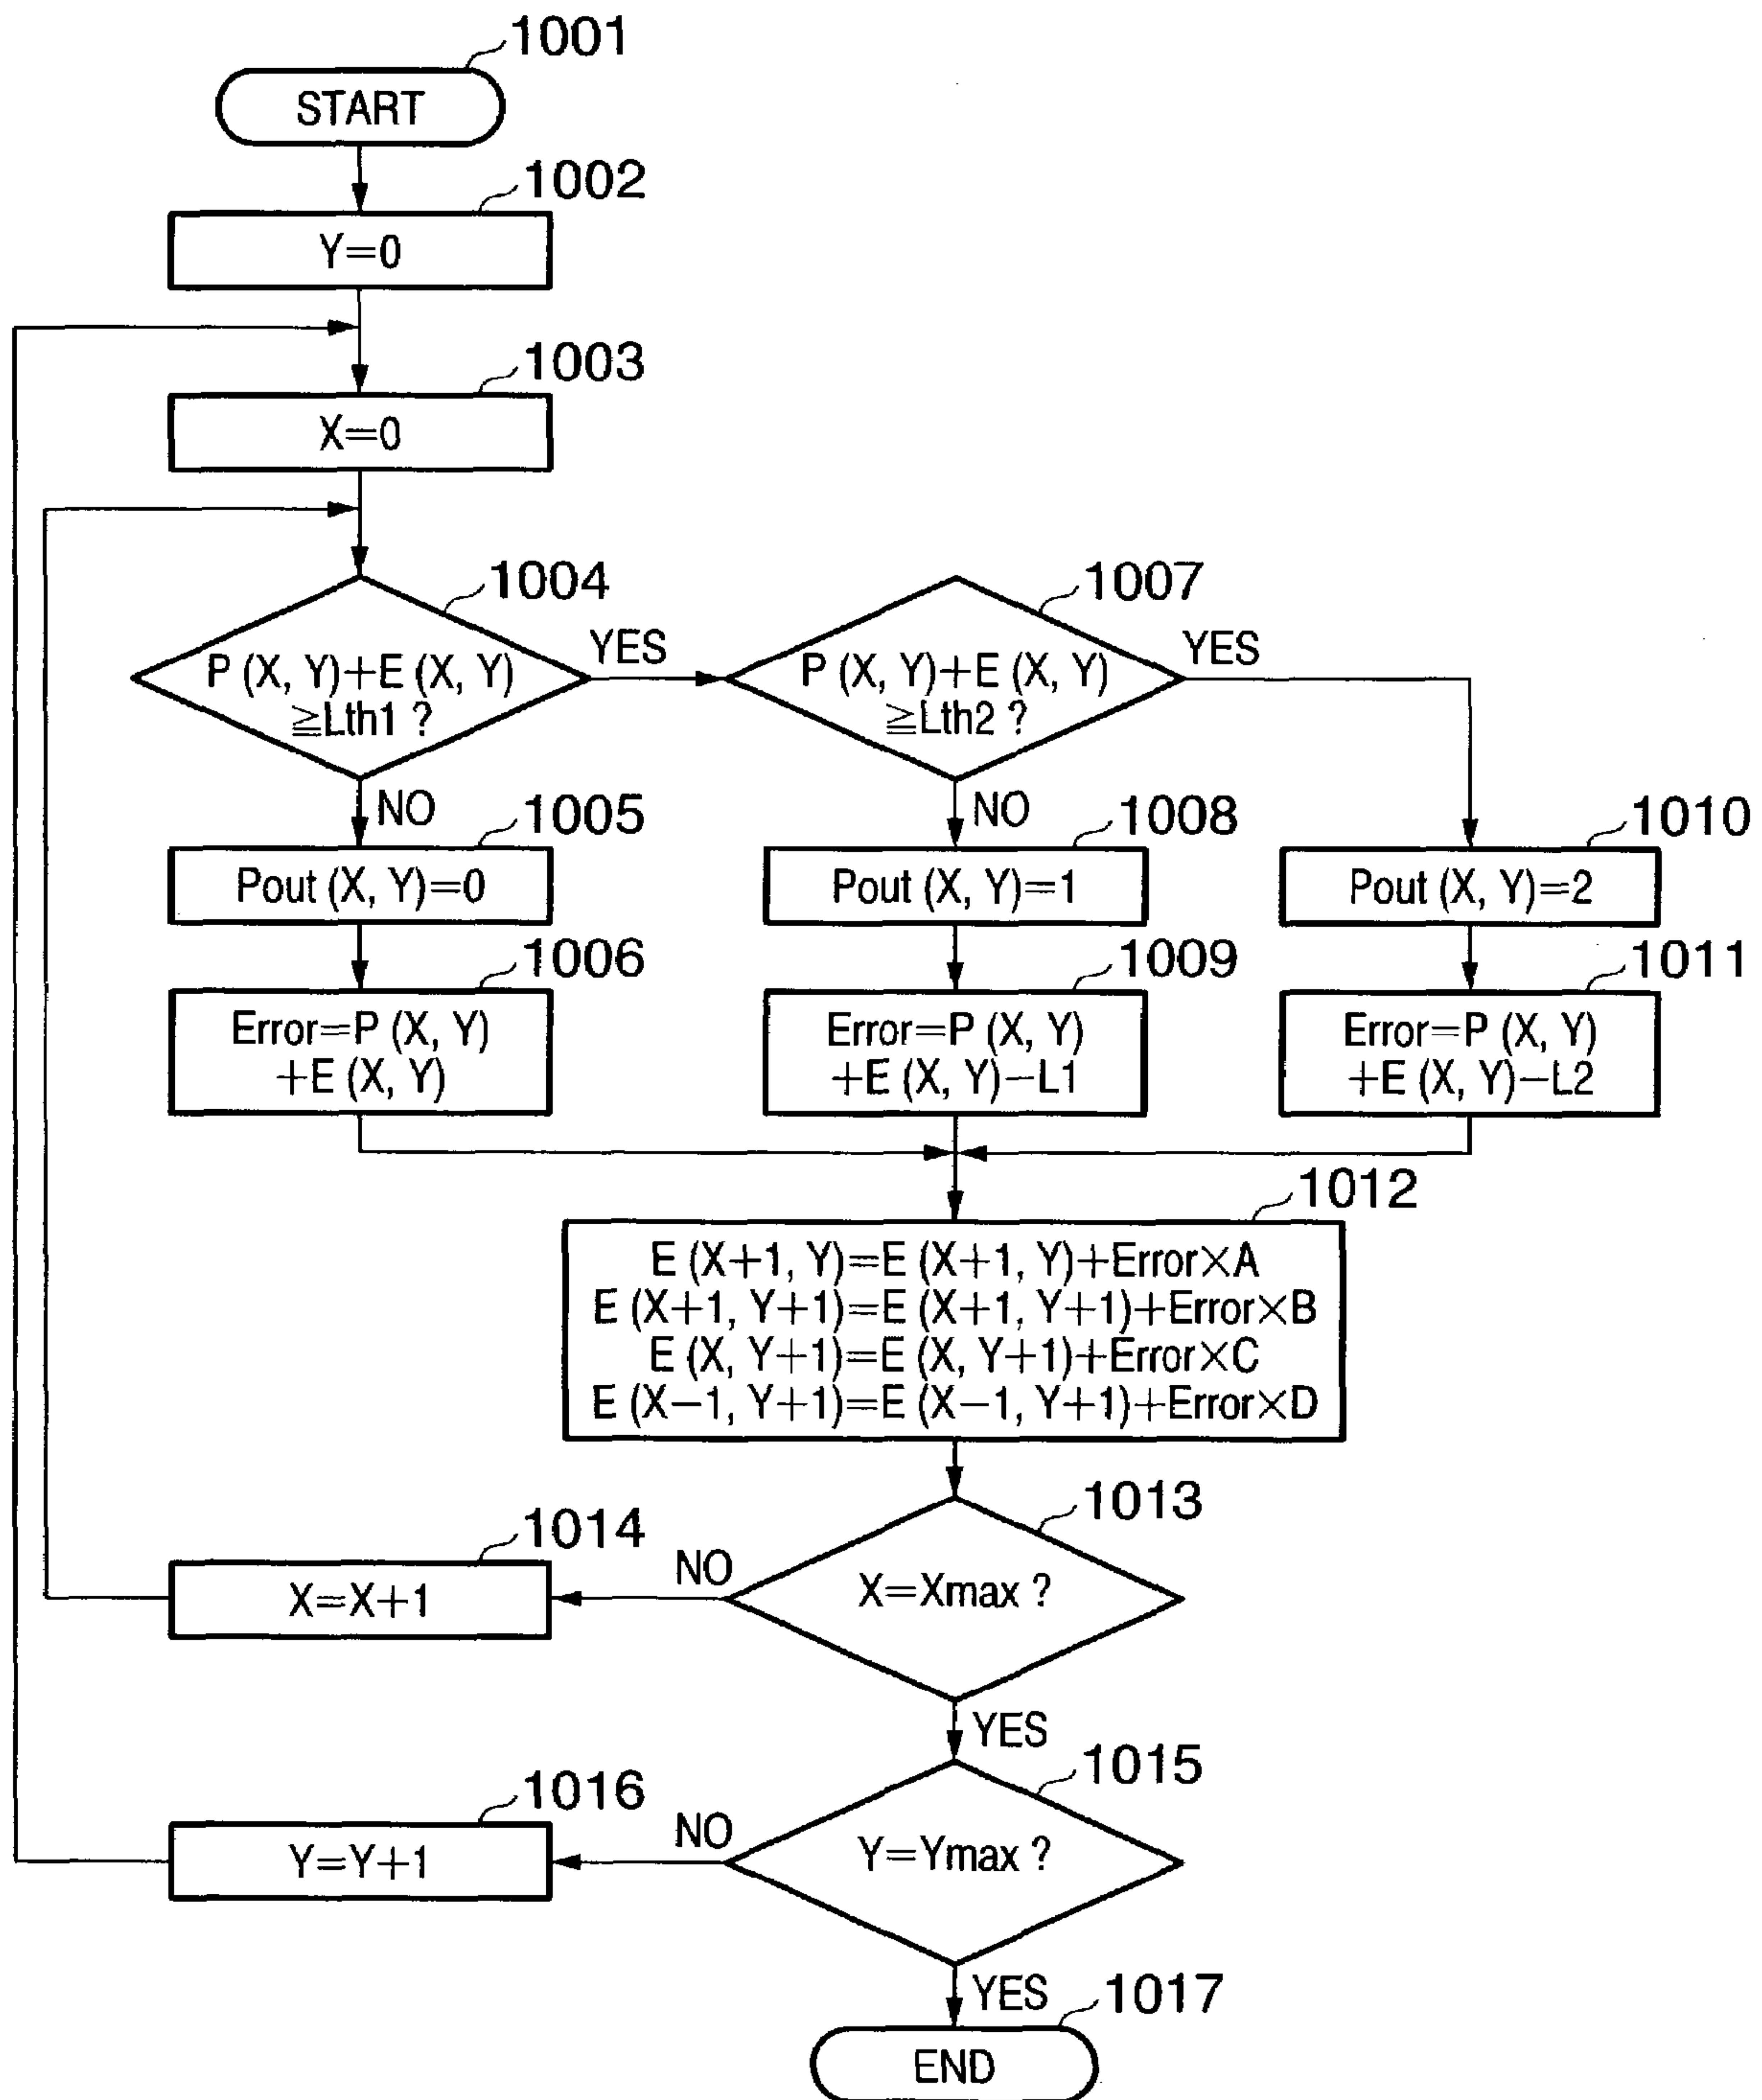 1001
START
1002
Y=0
1003
X=0
1004
P (X, Y)+E (X, Y)
≧Lth1 ?
YES
NO
1007
P (X, Y)+E (X, Y)
≧Lth2 ?
YES
NO
1005
Pout (X, Y)=0
1008
Pout (X, Y)=1
1010
Pout (X, Y)=2
1006
Error=P (X, Y)
+E (X, Y)
1009
Error=P (X, Y)
+E (X, Y)−L1
1011
Error=P (X, Y)
+E (X, Y)−L2
1012
E (X+1, Y)=E (X+1, Y)+Error×A
E (X+1, Y+1)=E (X+1, Y+1)+Error×B
E (X, Y+1)=E (X, Y+1)+Error×C
E (X−1, Y+1)=E (X−1, Y+1)+Error×D
1013
X=Xmax ?
NO
YES
1014
X=X+1
1015
Y=Ymax ?
NO
YES
1016
Y=Y+1
1017
END